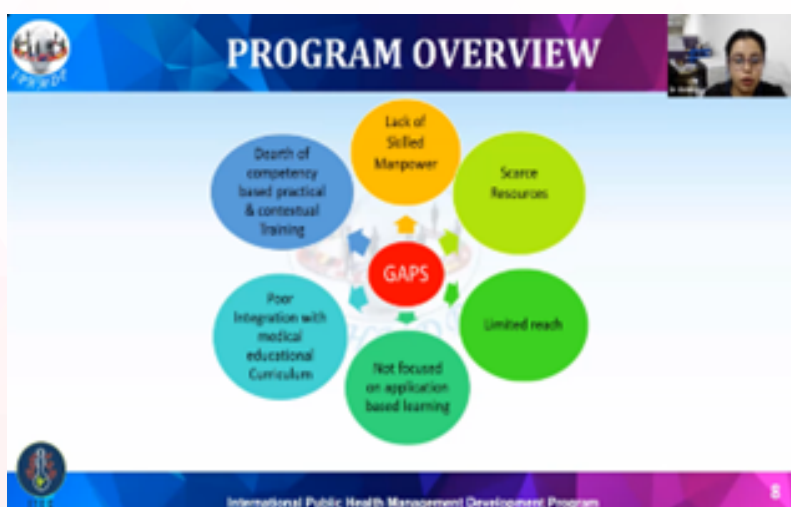 PROGRAM OVERVIEW
Lack of
Skilled
Manpower
Scarce
Resources
Limited reach
Not focused
on application
based learning
Poor
Integration with
medical
educational
Curriculum
Dearth of
competency
based practical
& contextual
Training
GAPS
International Public Health Management Development Program
8